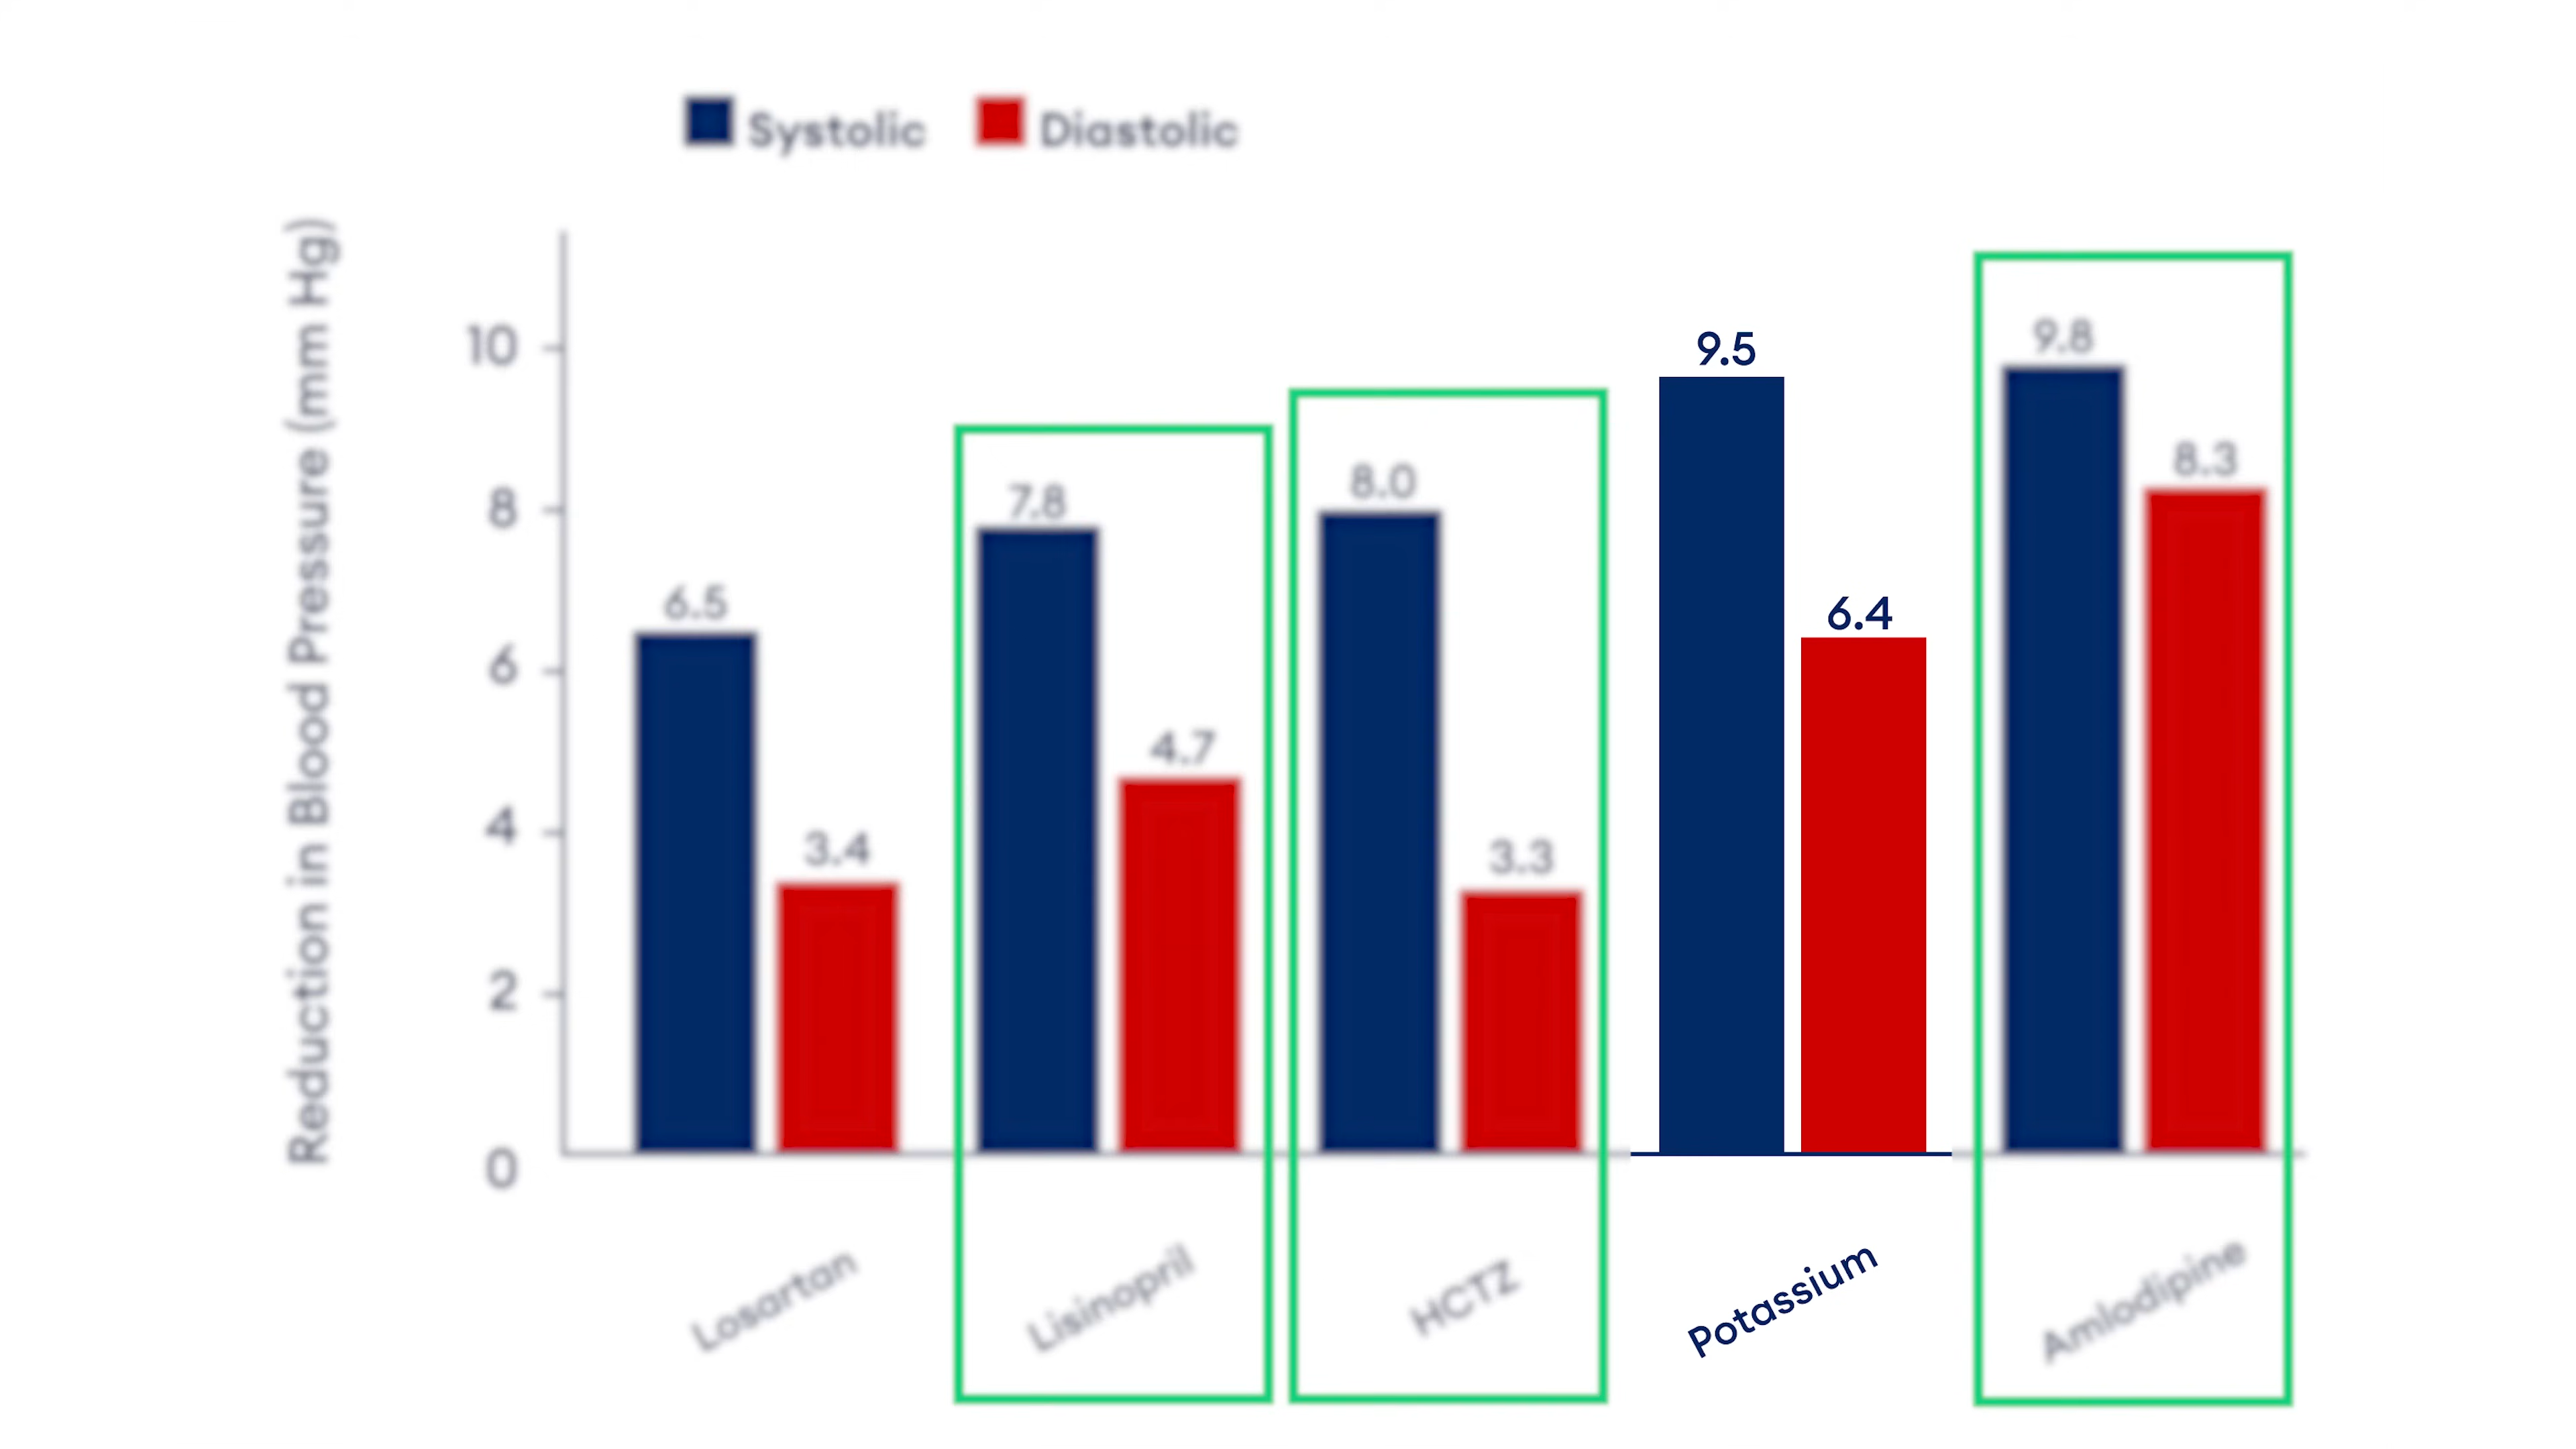 Systolic
Diastolic
Reduction in Blood Pressure (mm Hg)
10
8
6
4
2
0
6.5
3.4
7.8
4.7
8.0
3.3
9.5
6.4
9.8
8.3
Losartan
Lisinopril
HCTZ
Potassium
Amlodipine